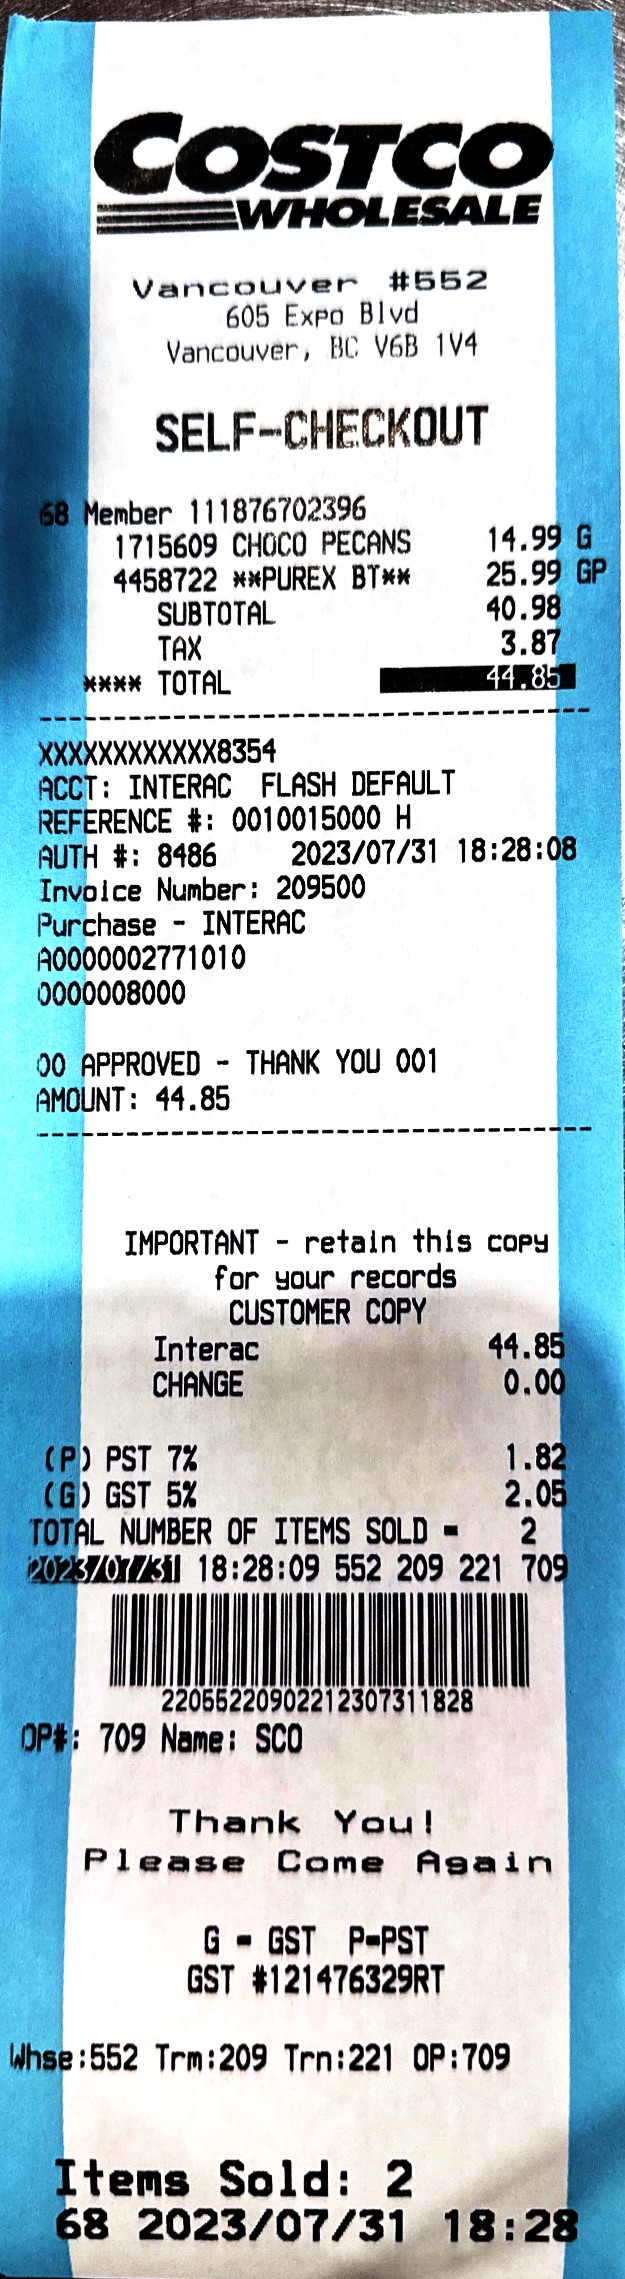 COSTCO
WHOLESALE
Vancouver #552
605 Expo Blvd
Vancouver, BC V6B 1V4
SELF-CHECKOUT
68 Member 111876702396
1715609 CHOCO PECANS 14.99 G
4458722 **PUREX BT** 25.99 GP
SUBTOTAL 40.98
TAX 3.87
**** TOTAL 44.85
XXXXXXXXXXXX8354
ACCT: INTERAC FLASH DEFAULT
REFERENCE #: 0010015000 H
AUTH #: 8486 2023/07/31 18:28:08
Invoice Number: 209500
Purchase - INTERAC
A0000002771010
0000008000
00 APPROVED - THANK YOU 001
AMOUNT: 44.85
IMPORTANT - retain this copy
for your records
CUSTOMER COPY
Interac 44.85
CHANGE 0.00
(P) PST 7% 1.82
(G) GST 5% 2.05
TOTAL NUMBER OF ITEMS SOLD = 2
2023/07/31 18:28:09 552 209 221 709
22055220902212307311828
OP#: 709 Name: SCO
Thank You!
Please Come Again
G = GST P=PST
GST #121476329RT
Whse:552 Trm:209 Trn:221 OP:709
Items Sold: 2
68 2023/07/31 18:28